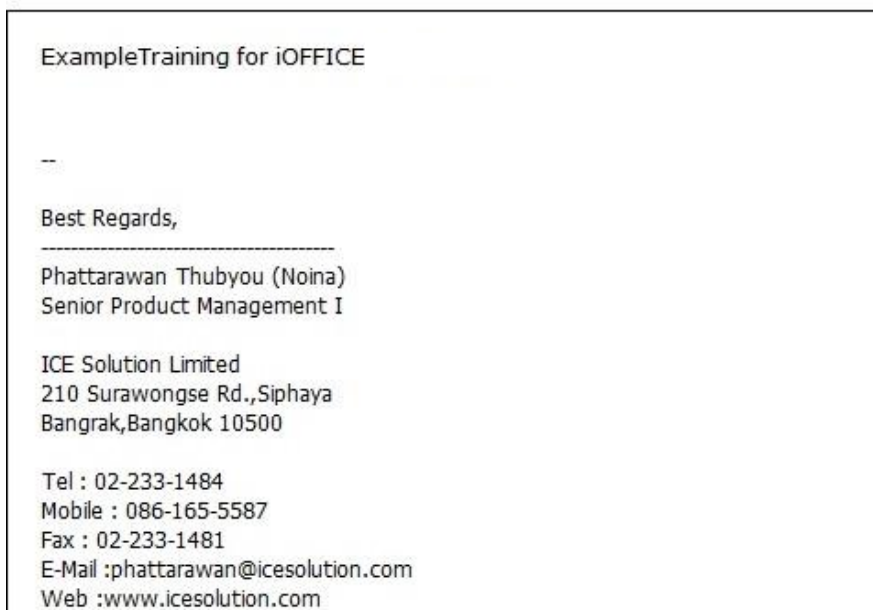 ExampleTraining for iOFFICE
--
Best Regards,
----------------------------------------
Phattarawan Thubyou (Noina)
Senior Product Management I
ICE Solution Limited
210 Surawongse Rd.,Siphaya
Bangrak,Bangkok 10500
Tel : 02-233-1484
Mobile : 086-165-5587
Fax : 02-233-1481
E-Mail :phattarawan@icesolution.com
Web :www.icesolution.com